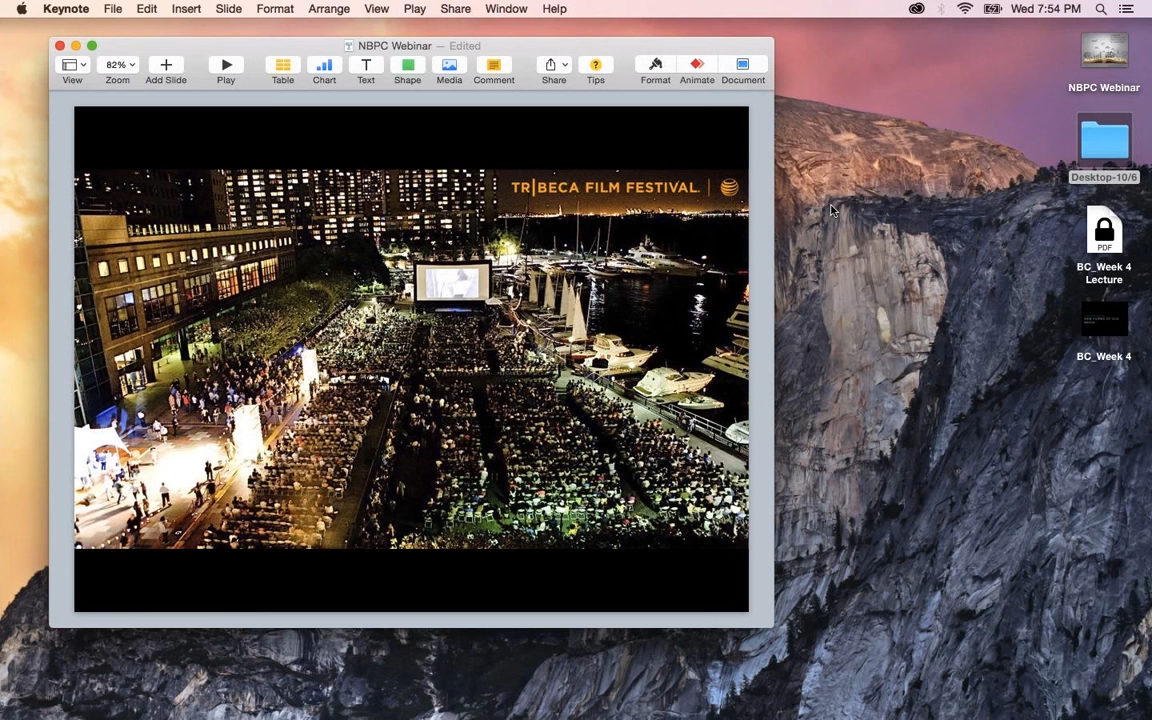 Keynote File Edit Insert Slide Format Arrange View Play Share Window Help Wed 7:54 PM
NBPC Webinar — Edited
82%
View Zoom Add Slide Play Table Chart Text Shape Media Comment Share Tips Format Animate Document
TRIBECA FILM FESTIVAL
NBPC Webinar
Desktop-10/6
PDF
BC_Week 4
Lecture
BC_Week 4